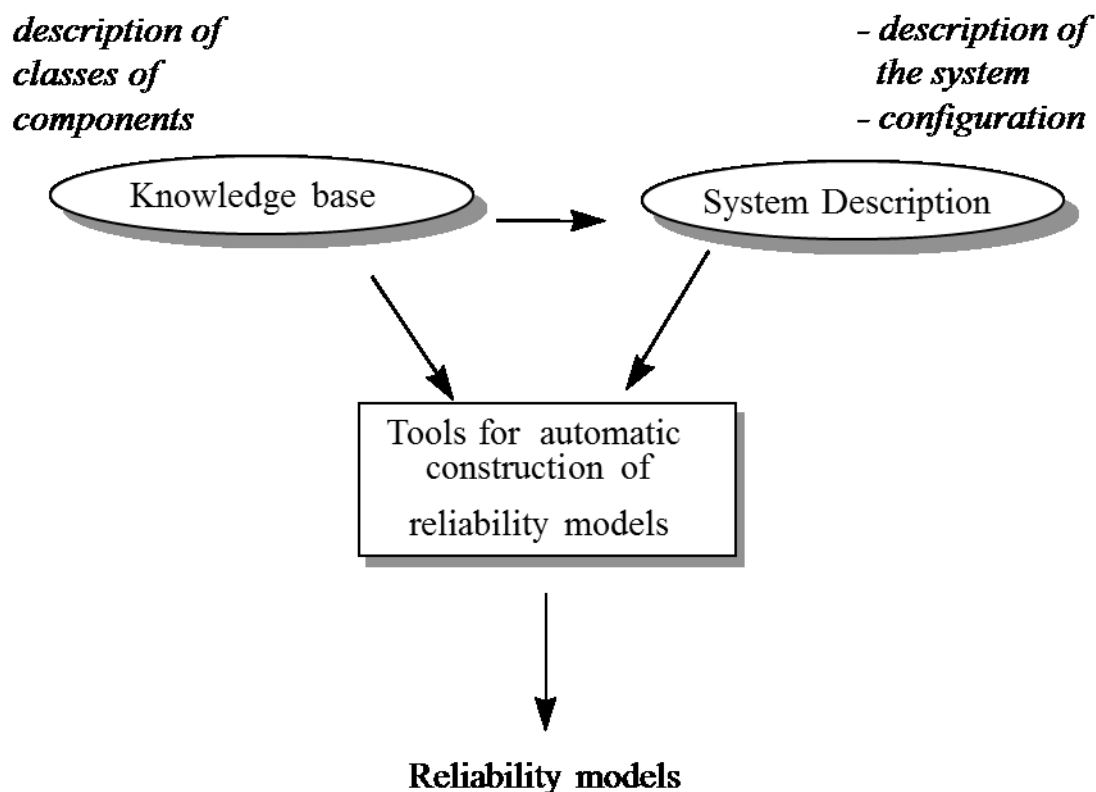 description of
classes of
components
- description of
the system
- configuration
Knowledge base
System Description
Tools for automatic
construction of
reliability models
Reliability models